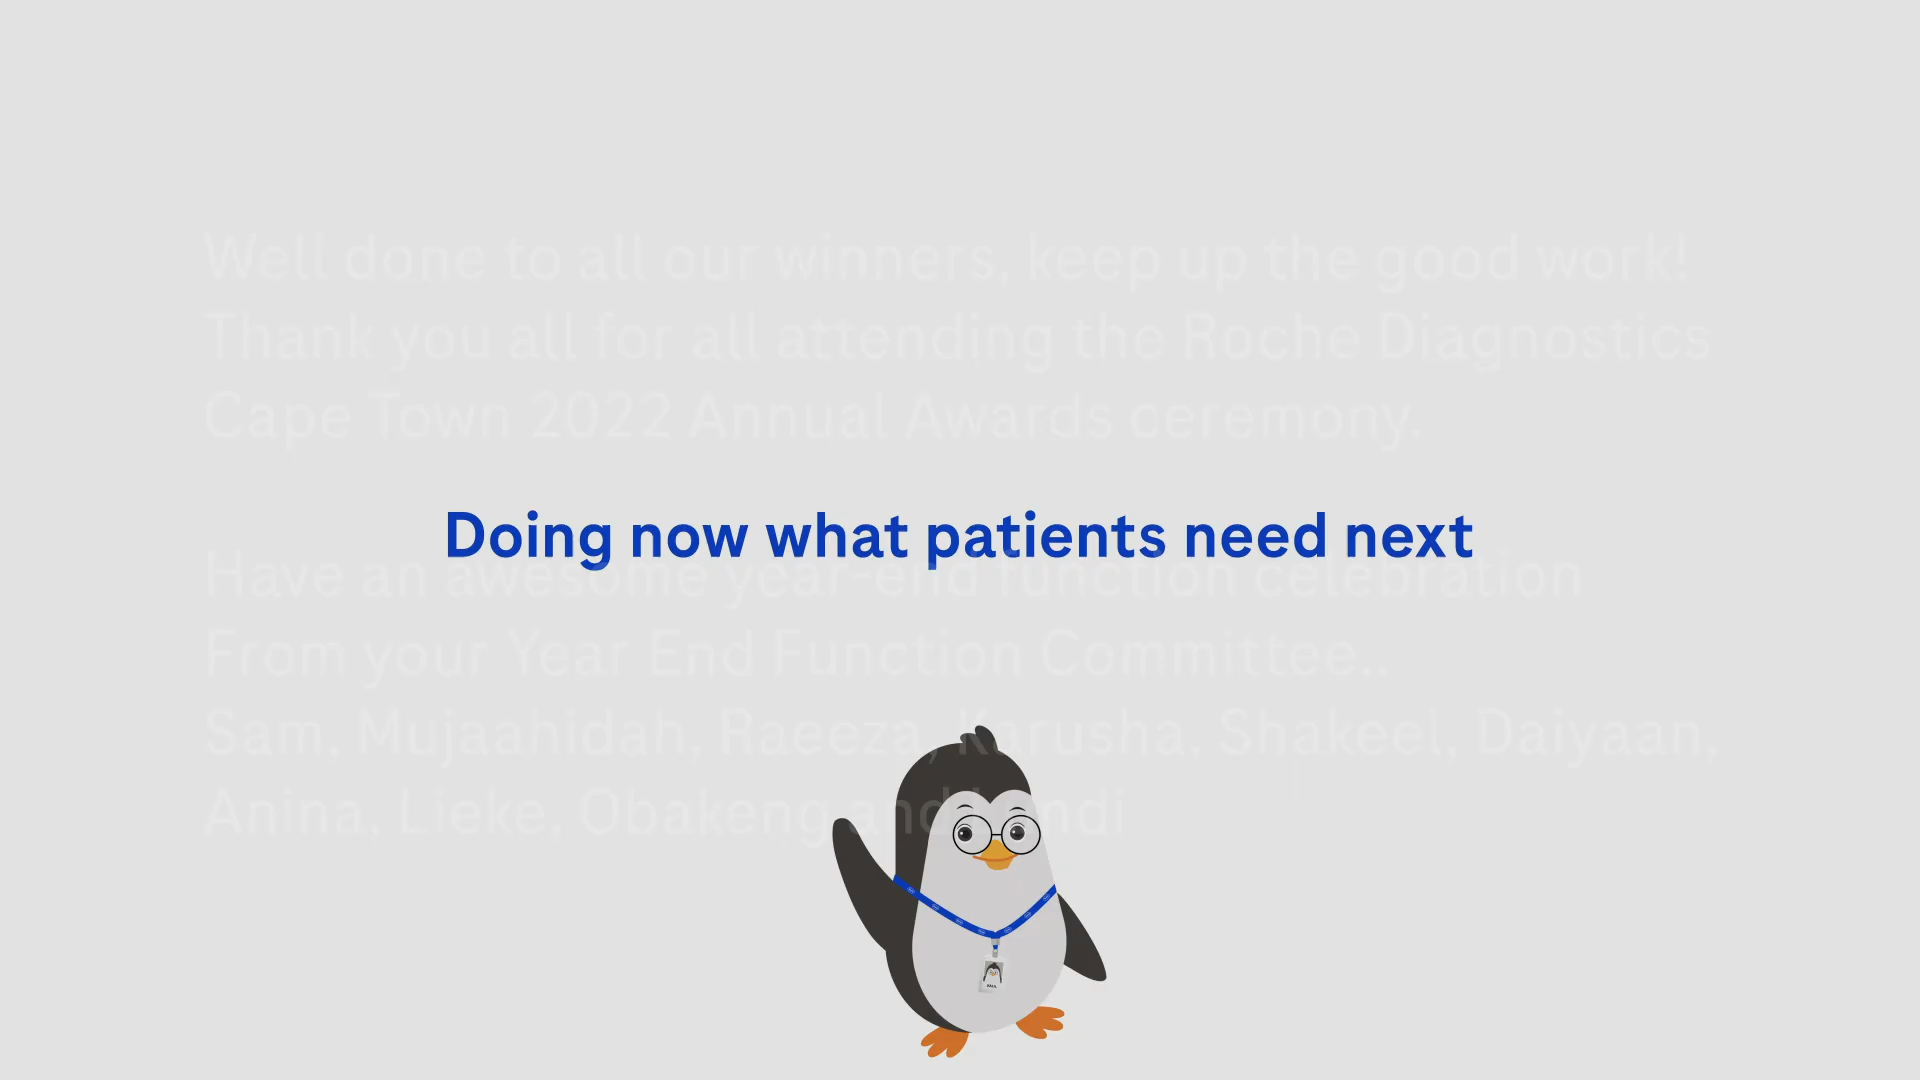 Well done to all our winners, keep up the good work!
Thank you all for all attending the Roche Diagnostics
Cape Town 2022 Annual Awards ceremony.
Doing now what patients need next
Have an awesome year-end function celebration
From your Year End Function Committee..
Sam, Mujaahidah, Raeeza, Karusha, Shakeel, Daiyaan,
Anina, Lieke, Obakeng and